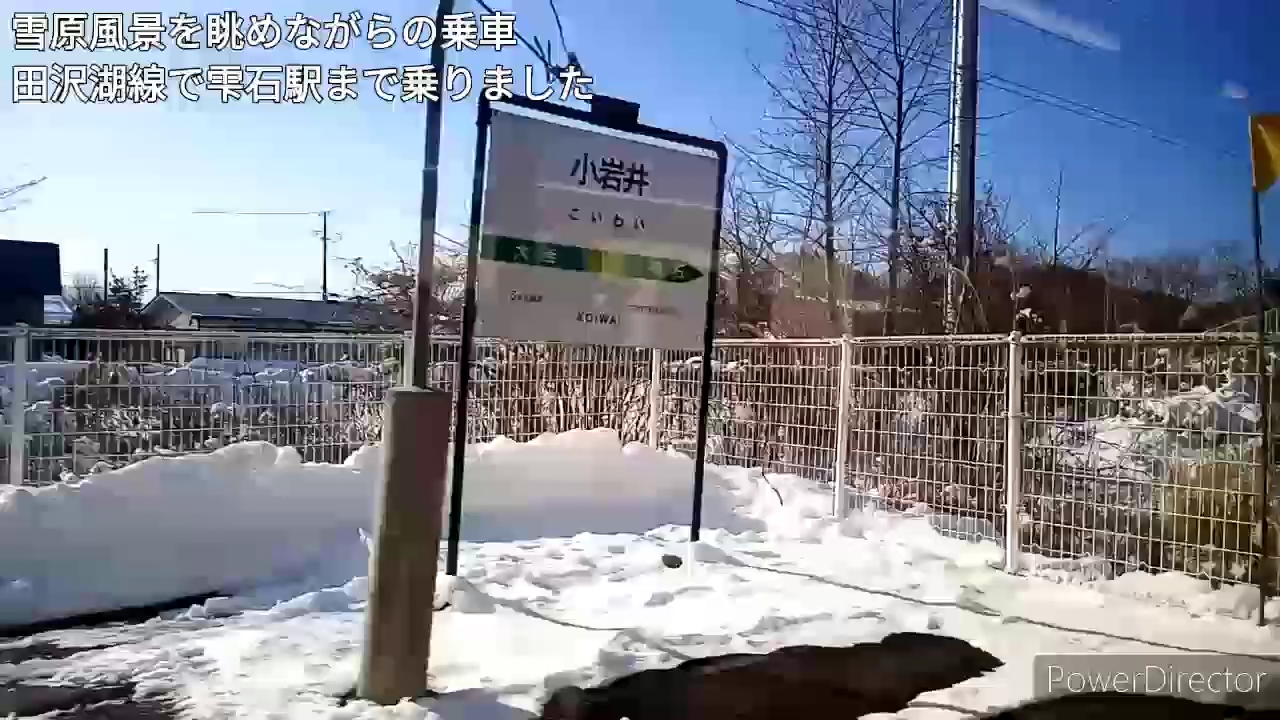 雪原風景を眺めながらの乗車
田沢湖線で雫石駅まで乗りました
小岩井
こいわい
KOIWAI
PowerDirector